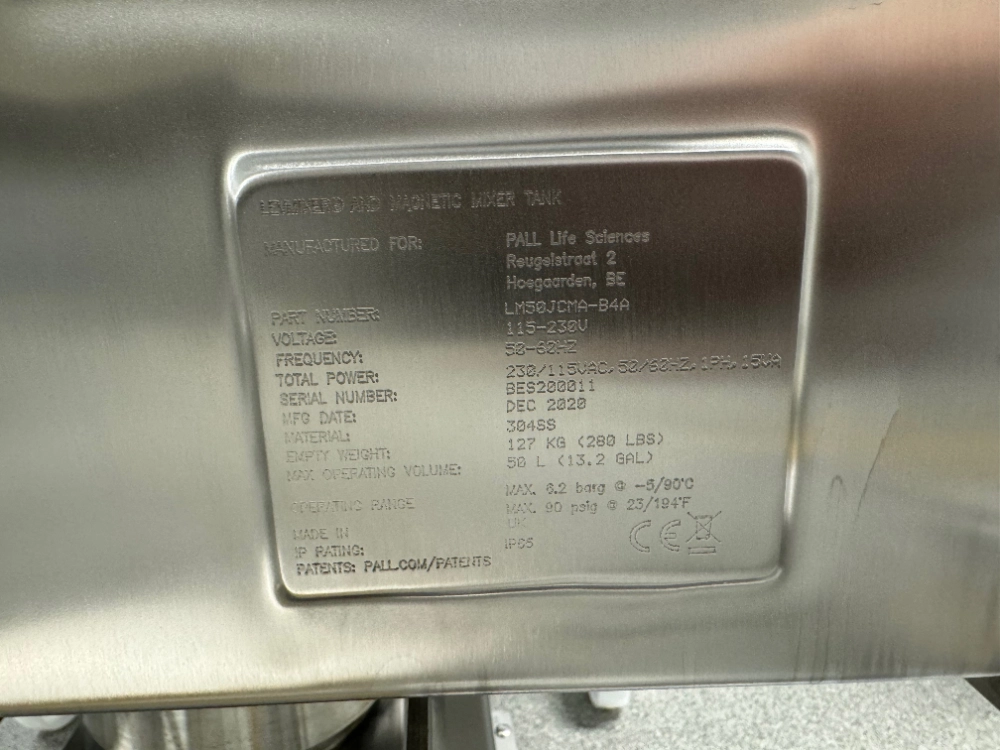 LEVMIXER® AND MAGNETIC MIXER TANK
MANUFACTURED FOR: PALL Life Sciences
Reugelstraat 2
Hoegaarden, BE
PART NUMBER: LM50JCMA-B4A
VOLTAGE: 115-230V
FREQUENCY: 50-60HZ
TOTAL POWER: 230/115VAC, 50/60HZ, 1PH, 15VA
SERIAL NUMBER: BES200011
MFG DATE: DEC 2020
MATERIAL: 304SS
EMPTY WEIGHT: 127 KG (280 LBS)
MAX OPERATING VOLUME: 50 L (13.2 GAL)
OPERATING RANGE MAX. 6.2 barg @ -5/90°C
MAX. 90 psig @ 23/194°F
MADE IN UK
IP RATING: IP65
PATENTS: PALL.COM/PATENTS
CE